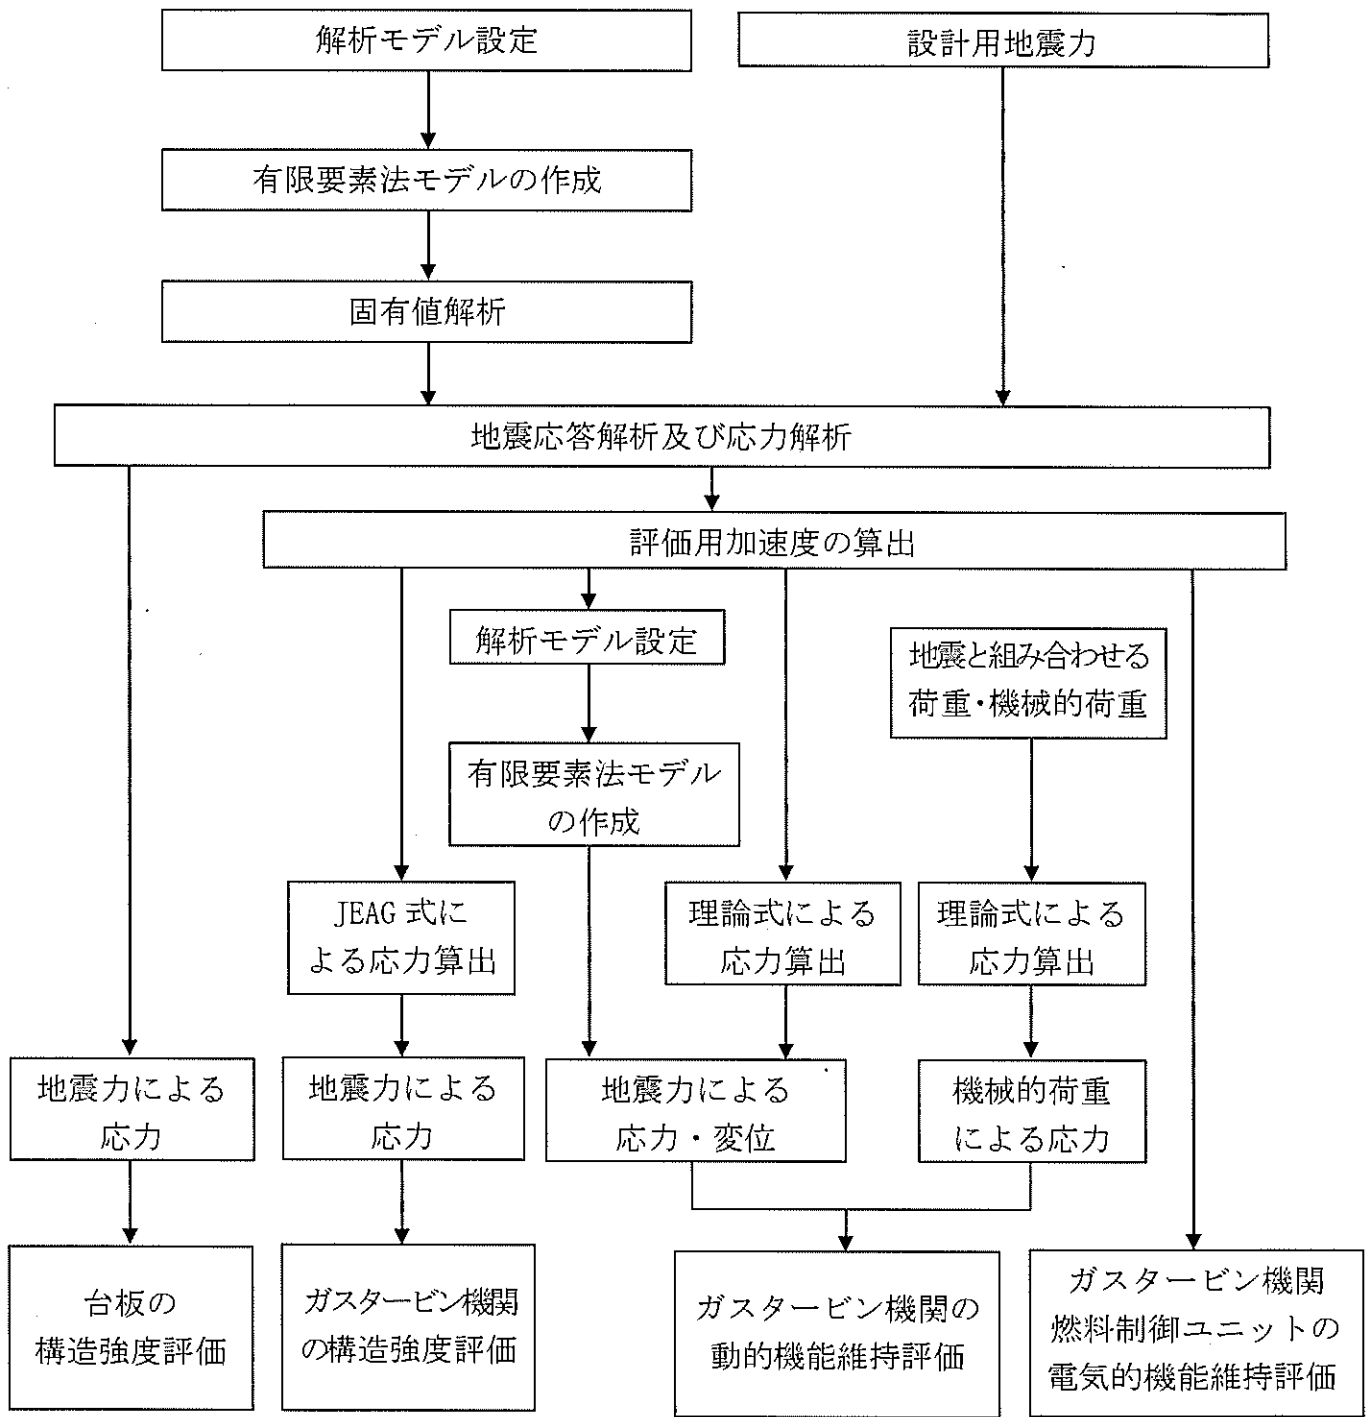 解析モデル設定
設計用地震力
有限要素法モデルの作成
固有値解析
地震応答解析及び応力解析
評価用加速度の算出
解析モデル設定
地震と組み合わせる
荷重・機械的荷重
有限要素法モデル
の作成
JEAG 式に
よる応力算出
理論式による
応力算出
理論式による
応力算出
地震力による
応力
地震力による
応力
地震力による
応力・変位
機械的荷重
による応力
台板の
構造強度評価
ガスタービン機関
の構造強度評価
ガスタービン機関の
動的機能維持評価
ガスタービン機関
燃料制御ユニットの
電気的機能維持評価